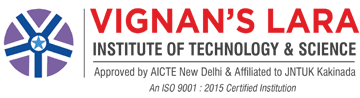 VIGNAN'S LARA
INSTITUTE OF TECHNOLOGY & SCIENCE
Approved by AICTE New Delhi & Affiliated to JNTUK Kakinada
An ISO 9001 : 2015 Certified Institution